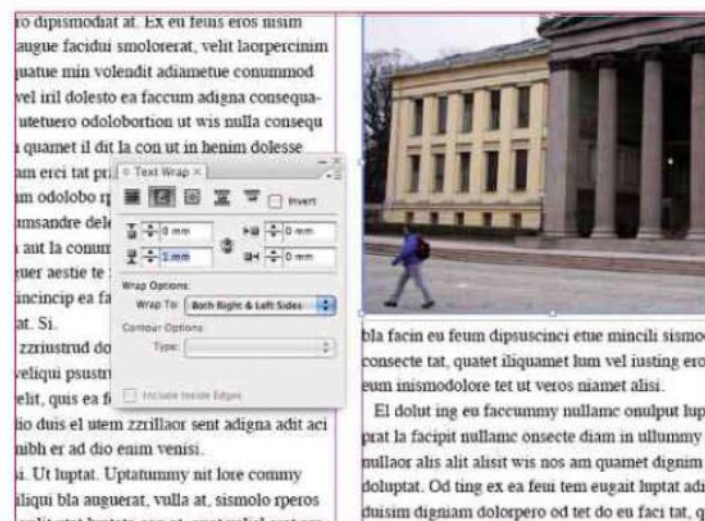 ro dipismodiat at. Ex eu feuis eros nisim
augue facidui smolorerat, velit laorpercinim
quatue min volendit adiametue conummod
vel iril dolesto ea faccum adigna consequa-
utetuero odolobortion ut wis nulla consequ
quamet il dit la con ut in henim dolesse
am erci tat
im odolobo
umsandre
aut la conum
uer aestie te
incincip ea fa
at. Si.
zzriustrud do
veliqui psustr
elit, quis ea
lio duis el utem zzrillaor sent adigna adit aci
nibh er ad dio enim venisi.
i. Ut luptat. Uptatummy nit lore commy
iliqui bla auguerat, vulla at, sismolo rperos
Text Wrap
Invert
0 mm
0 mm
2 mm
0 mm
Wrap Options:
Wrap To: Both Right & Left Sides
Contour Options:
Type:
Include Inside Edges
bla facin eu feum dipsuscinci etue mincili sismo
consecte tat, quatet iliquamet lum vel iusting ero
eum inismodolore tet ut veros niamet alisi.
El dolut ing eu faccummy nullamc onulput lup
prat la facipit nullamc onsecte diam in ullummy
nullaor alis alit alisit wis nos am quamet dignim
doluptat. Od ting ex ea feui tem eugait luptat adi
duisim digniam dolorpero od tet do eu faci tat, q